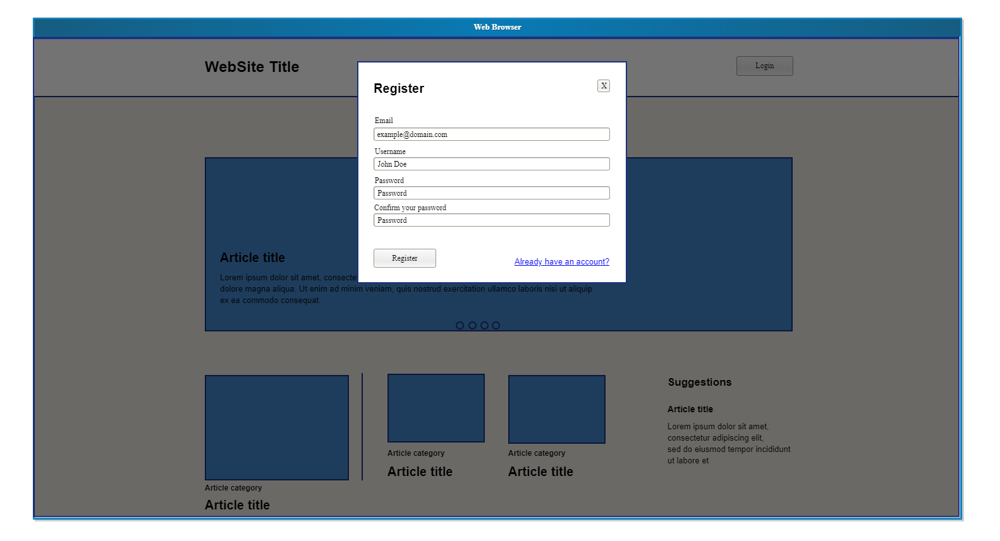 Web Browser
WebSite Title
Login
Register
X
Email
example@domain.com
Username
John Doe
Password
Password
Confirm your password
Password
Register
Already have an account?
Article title
Lorem ipsum dolor sit amet, consecte
dolore magna aliqua. Ut enim ad minim veniam, quis nostrud exercitation ullamco laboris nisi ut aliquip
ex ea commodo consequat.
Article category
Article title
Article category
Article title
Article category
Article title
Suggestions
Article title
Lorem ipsum dolor sit amet,
consectetur adipiscing elit,
sed do eiusmod tempor incididunt
ut labore et